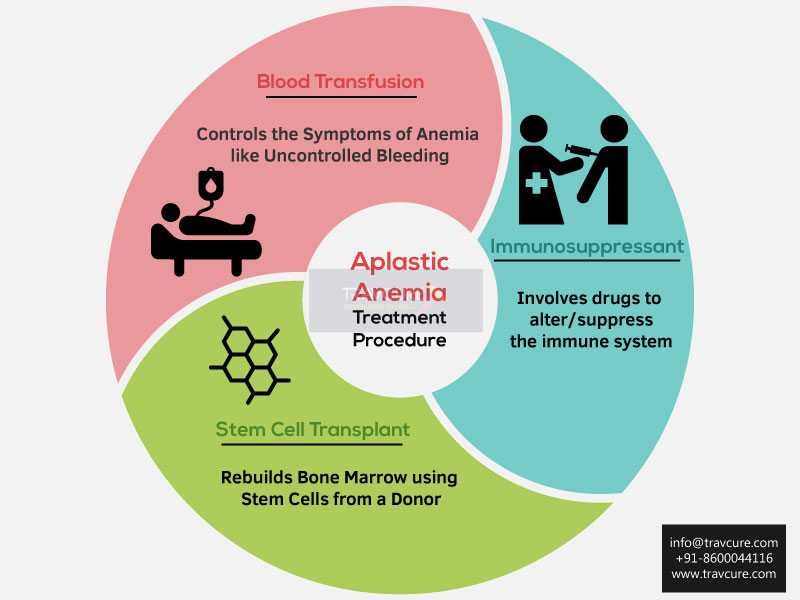 Blood Transfusion
Controls the Symptoms of Anemia
like Uncontrolled Bleeding
Immunosuppressant
Involves drugs to
alter/suppress
the immune system
Aplastic
Anemia
Treatment
Procedure
Stem Cell Transplant
Rebuilds Bone Marrow using
Stem Cells from a Donor
info@travcure.com
+91-8600044116
www.travcure.com